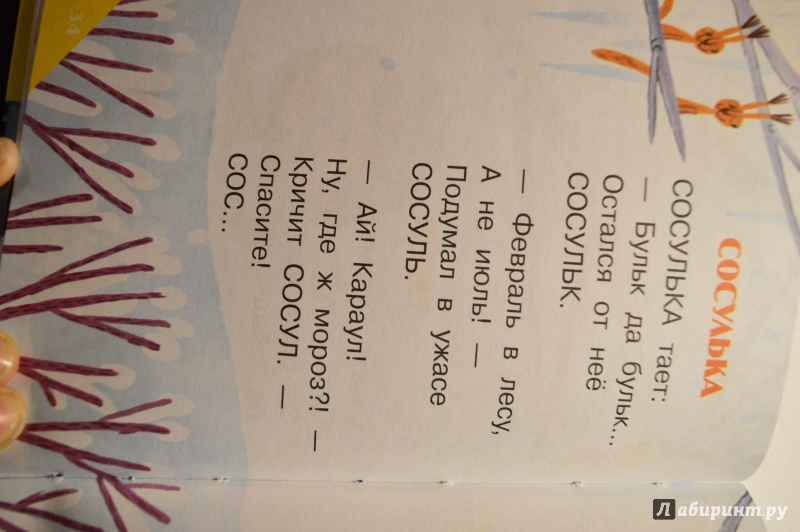 34
СОСУЛЬКА
СОСУЛЬКА тает:
— Бульк да бульк...
Остался от неё
СОСУЛЬК.
— Февраль в лесу,
А не июль! —
Подумал в ужасе
СОСУЛЬ.
— Ай! Караул!
Ну, где ж мороз?! —
Кричит СОСУЛ. —
Спасите!
СОС...
Лабиринт.ру